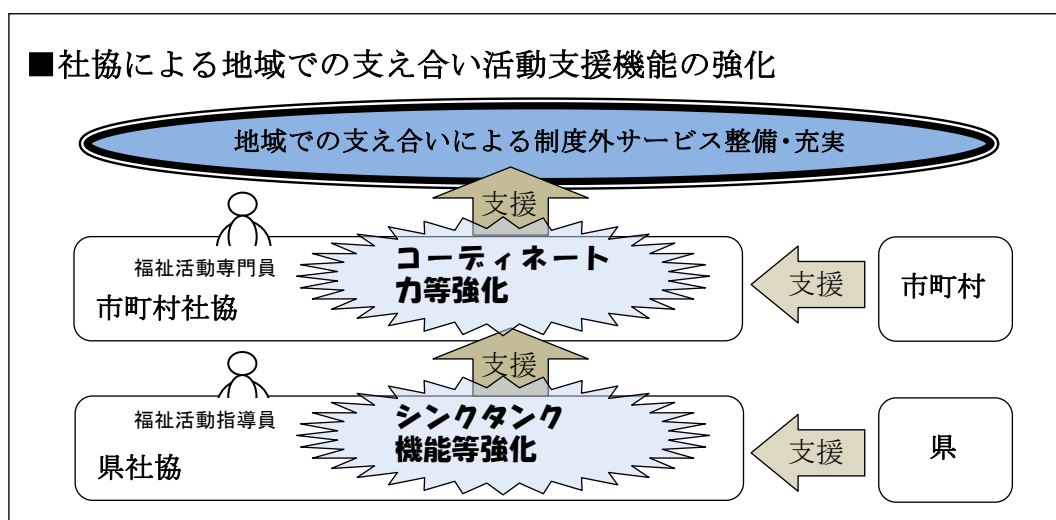 ■社協による地域での支え合い活動支援機能の強化
地域での支え合いによる制度外サービス整備・充実
支援
福祉活動専門員
市町村社協
コーディネート
力等強化
支援
市町村
支援
福祉活動指導員
県社協
シンクタンク
機能等強化
支援
県